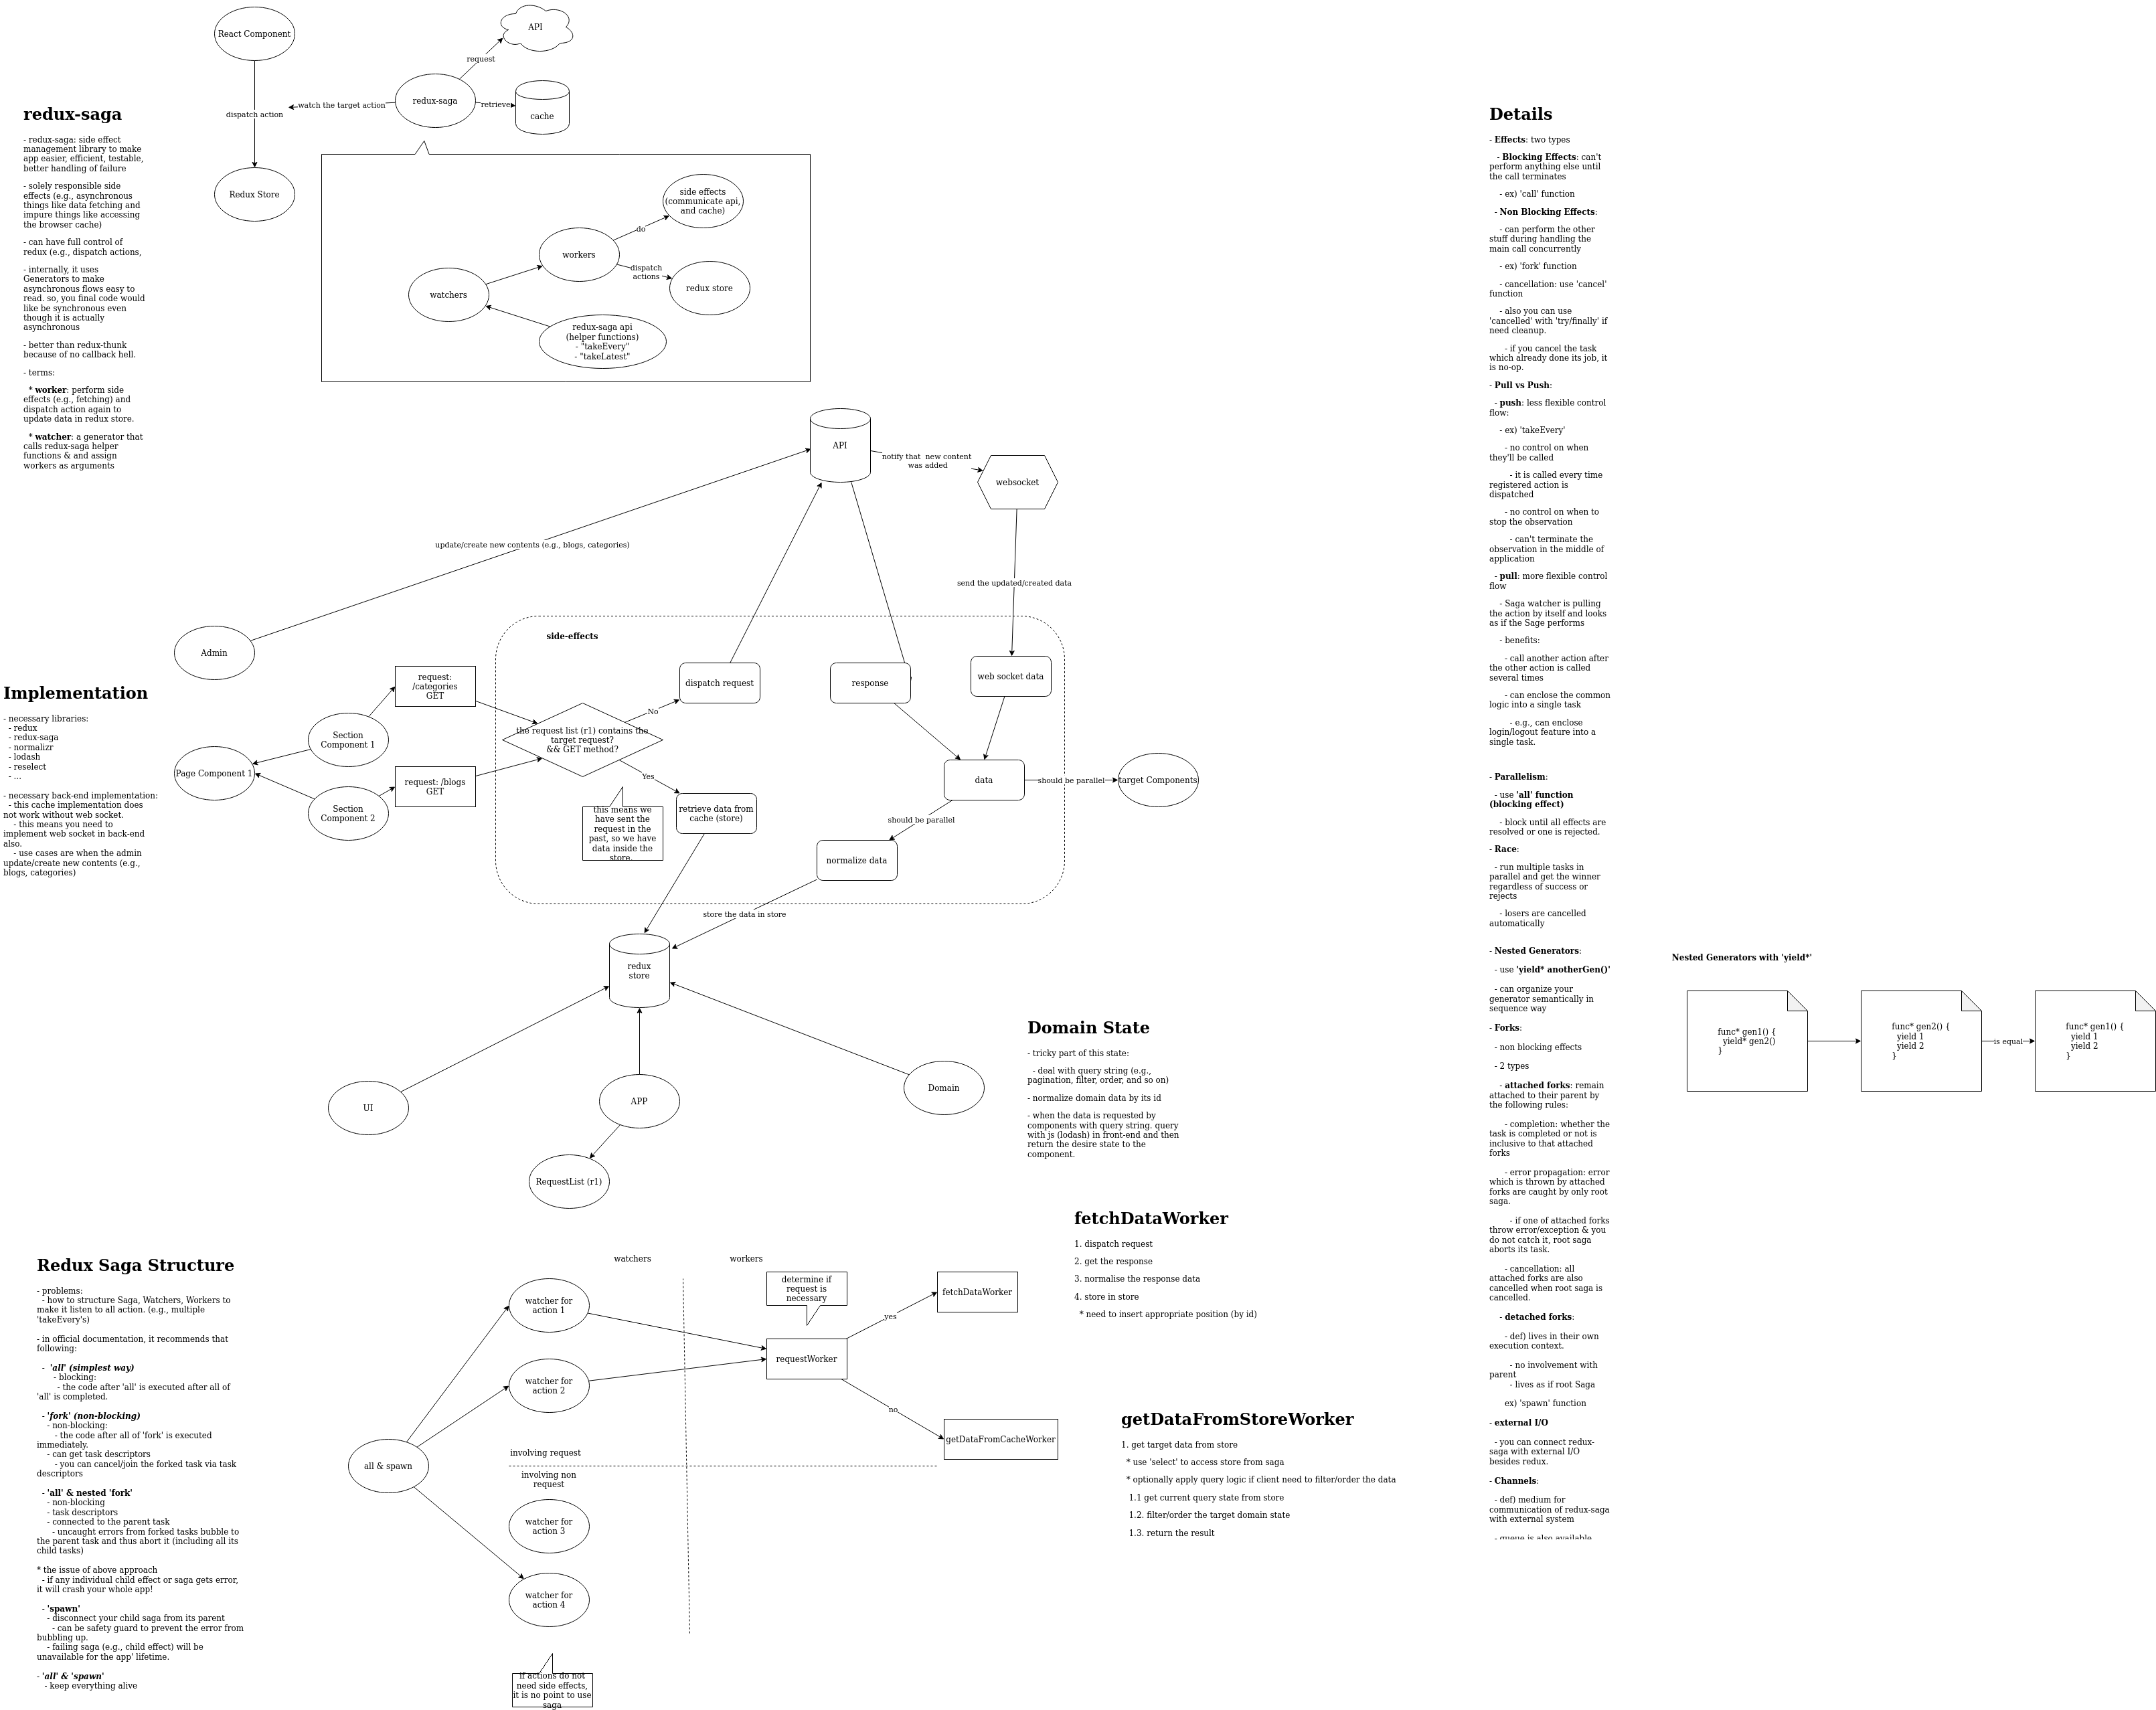 React Component
API
request
redux-saga
watch the target action
retrieve
cache
dispatch action
Redux Store
redux-saga
- redux-saga: side effect
management library to make
app easier, efficient, testable,
better handling of failure
- solely responsible side
effects (e.g., asynchronous
things like data fetching and
impure things like accessing
the browser cache)
- can have full control of
redux (e.g., dispatch actions,
- internally, it uses
Generators to make
asynchronous flows easy to
read. so, you final code would
like be synchronous even
though it is actually
asynchronous
- better than redux-thunk
because of no callback hell.
- terms:
* worker: perform side
effects (e.g., fetching) and
dispatch action again to
update data in redux store.
* watcher: a generator that
calls redux-saga helper
functions & and assign
workers as arguments
side effects
(communicate api,
and cache)
do
workers
dispatch
actions
redux store
watchers
redux-saga api
(helper functions)
- "takeEvery"
- "takeLatest"
API
notify that  new content
was added
websocket
update/create new contents (e.g., blogs, categories)
send the updated/created data
Admin
side-effects
request:
/categories
GET
Section
Component 1
Page Component 1
Section
Component 2
request: /blogs
GET
the request list (r1) contains the
target request?
&& GET method?
No
dispatch request
response
web socket data
Yes
this means we
have sent the
request in the
past, so we have
data inside the
store.
retrieve data from
cache (store)
data
should be parallel
target Components
should be parallel
normalize data
store the data in store
Implementation
- necessary libraries:
- redux
- redux-saga
- normalizr
- lodash
- reselect
- ...
- necessary back-end implementation:
- this cache implementation does
not work without web socket.
- this means you need to
implement web socket in back-end
also.
- use cases are when the admin
update/create new contents (e.g.,
blogs, categories)
redux
store
UI
APP
Domain
RequestList (r1)
Domain State
- tricky part of this state:
- deal with query string (e.g.,
pagination, filter, order, and so on)
- normalize domain data by its id
- when the data is requested by
components with query string. query
with js (lodash) in front-end and then
return the desire state to the
component.
fetchDataWorker
1. dispatch request
2. get the response
3. normalise the response data
4. store in store
* need to insert appropriate position (by id)
getDataFromStoreWorker
1. get target data from store
* use 'select' to access store from saga
* optionally apply query logic if client need to filter/order the data
1.1 get current query state from store
1.2. filter/order the target domain state
1.3. return the result
Redux Saga Structure
- problems:
- how to structure Saga, Watchers, Workers to
make it listen to all action. (e.g., multiple
'takeEvery's)
- in official documentation, it recommends that
following:
- 'all' (simplest way)
- blocking:
- the code after 'all' is executed after all of
'all' is completed.
- 'fork' (non-blocking)
- non-blocking:
- the code after all of 'fork' is executed
immediately.
- can get task descriptors
- you can cancel/join the forked task via task
descriptors
- 'all' & nested 'fork'
- non-blocking
- task descriptors
- connected to the parent task
- uncaught errors from forked tasks bubble to
the parent task and thus abort it (including all its
child tasks)
* the issue of above approach
- if any individual child effect or saga gets error,
it will crash your whole app!
- 'spawn'
- disconnect your child saga from its parent
- can be safety guard to prevent the error from
bubbling up.
- failing saga (e.g., child effect) will be
unavailable for the app' lifetime.
- 'all' & 'spawn'
- keep everything alive
watchers
workers
watcher for
action 1
watcher for
action 2
determine if
request is
necessary
requestWorker
yes
fetchDataWorker
no
getDataFromCacheWorker
all & spawn
involving request
involving non
request
watcher for
action 3
watcher for
action 4
if actions do not
need side effects,
it is no point to use
saga
Details
- Effects: two types
- Blocking Effects: can't
perform anything else until
the call terminates
- ex) 'call' function
- Non Blocking Effects:
- can perform the other
stuff during handling the
main call concurrently
- ex) 'fork' function
- cancellation: use 'cancel'
function
- also you can use
'cancelled' with 'try/finally' if
need cleanup.
- if you cancel the task
which already done its job, it
is no-op.
- Pull vs Push:
- push: less flexible control
flow:
- ex) 'takeEvery'
- no control on when
they'll be called
- it is called every time
registered action is
dispatched
- no control on when to
stop the observation
- can't terminate the
observation in the middle of
application
- pull: more flexible control
flow
- Saga watcher is pulling
the action by itself and looks
as if the Sage performs
- benefits:
- call another action after
the other action is called
several times
- can enclose the common
logic into a single task
- e.g., can enclose
login/logout feature into a
single task.
- Parallelism:
- use 'all' function
(blocking effect)
- block until all effects are
resolved or one is rejected.
- Race:
- run multiple tasks in
parallel and get the winner
regardless of success or
rejects
- losers are cancelled
automatically
- Nested Generators:
- use 'yield* anotherGen()'
- can organize your
generator semantically in
sequence way
- Forks:
- non blocking effects
- 2 types
- attached forks: remain
attached to their parent by
the following rules:
- completion: whether the
task is completed or not is
inclusive to that attached
forks
- error propagation: error
which is thrown by attached
forks are caught by only root
saga.
- if one of attached forks
throw error/exception & you
do not catch it, root saga
aborts its task.
- cancellation: all
attached forks are also
cancelled when root saga is
cancelled.
- detached forks:
- def) lives in their own
execution context.
- no involvement with
parent
- lives as if root Saga
ex) 'spawn' function
- external I/O
- you can connect redux-
saga with external I/O
besides redux.
- Channels:
- def) medium for
communication of redux-saga
with external system
- queue is also available
Nested Generators with 'yield*'
func* gen1() {
yield* gen2()
}
func* gen2() {
yield 1
yield 2
}
is equal
func* gen1() {
yield 1
yield 2
}